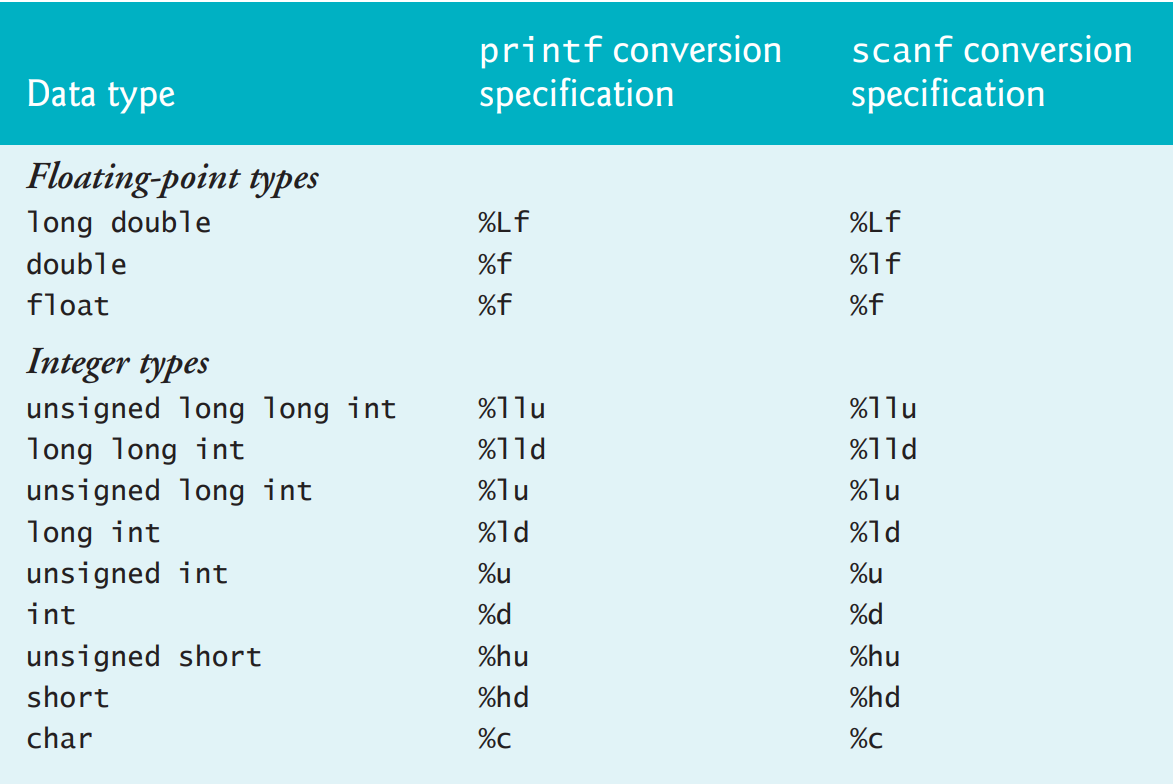 Data type printf conversion specification scanf conversion specification
Floating-point types
long double %Lf %Lf
double %f %lf
float %f %f
Integer types
unsigned long long int %llu %llu
long long int %lld %lld
unsigned long int %lu %lu
long int %ld %ld
unsigned int %u %u
int %d %d
unsigned short %hu %hu
short %hd %hd
char %c %c